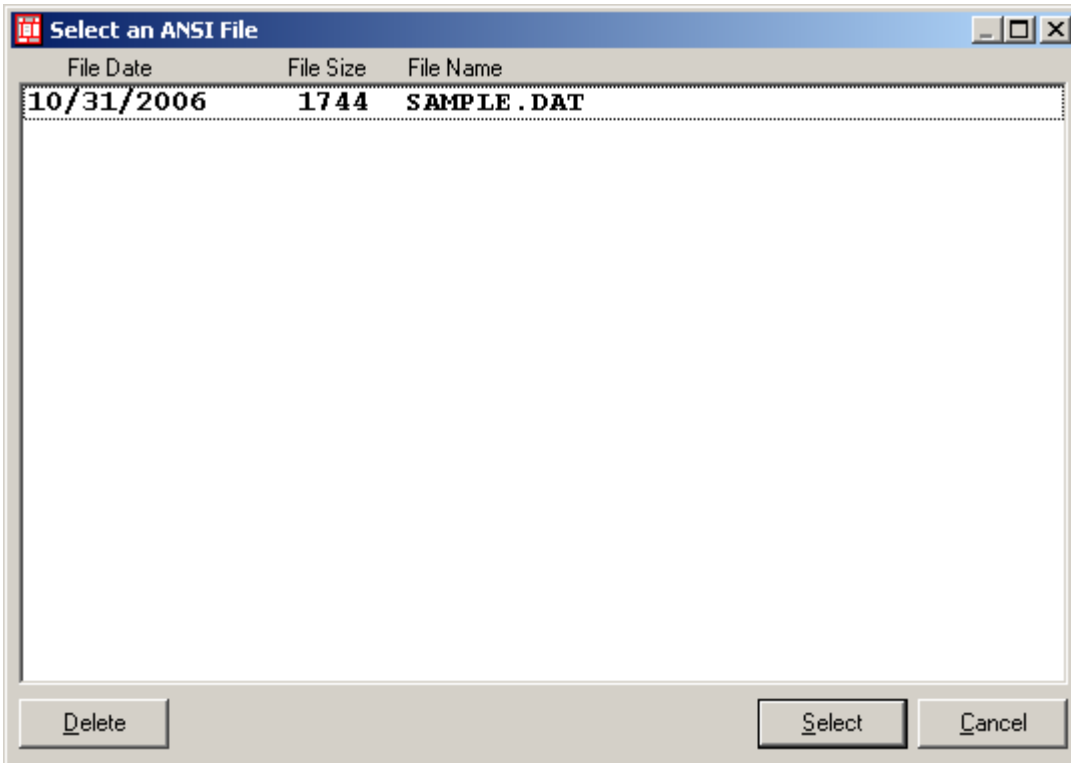 Select an ANSI File
File Date File Size File Name
10/31/2006 1744 SAMPLE.DAT
Delete Select Cancel